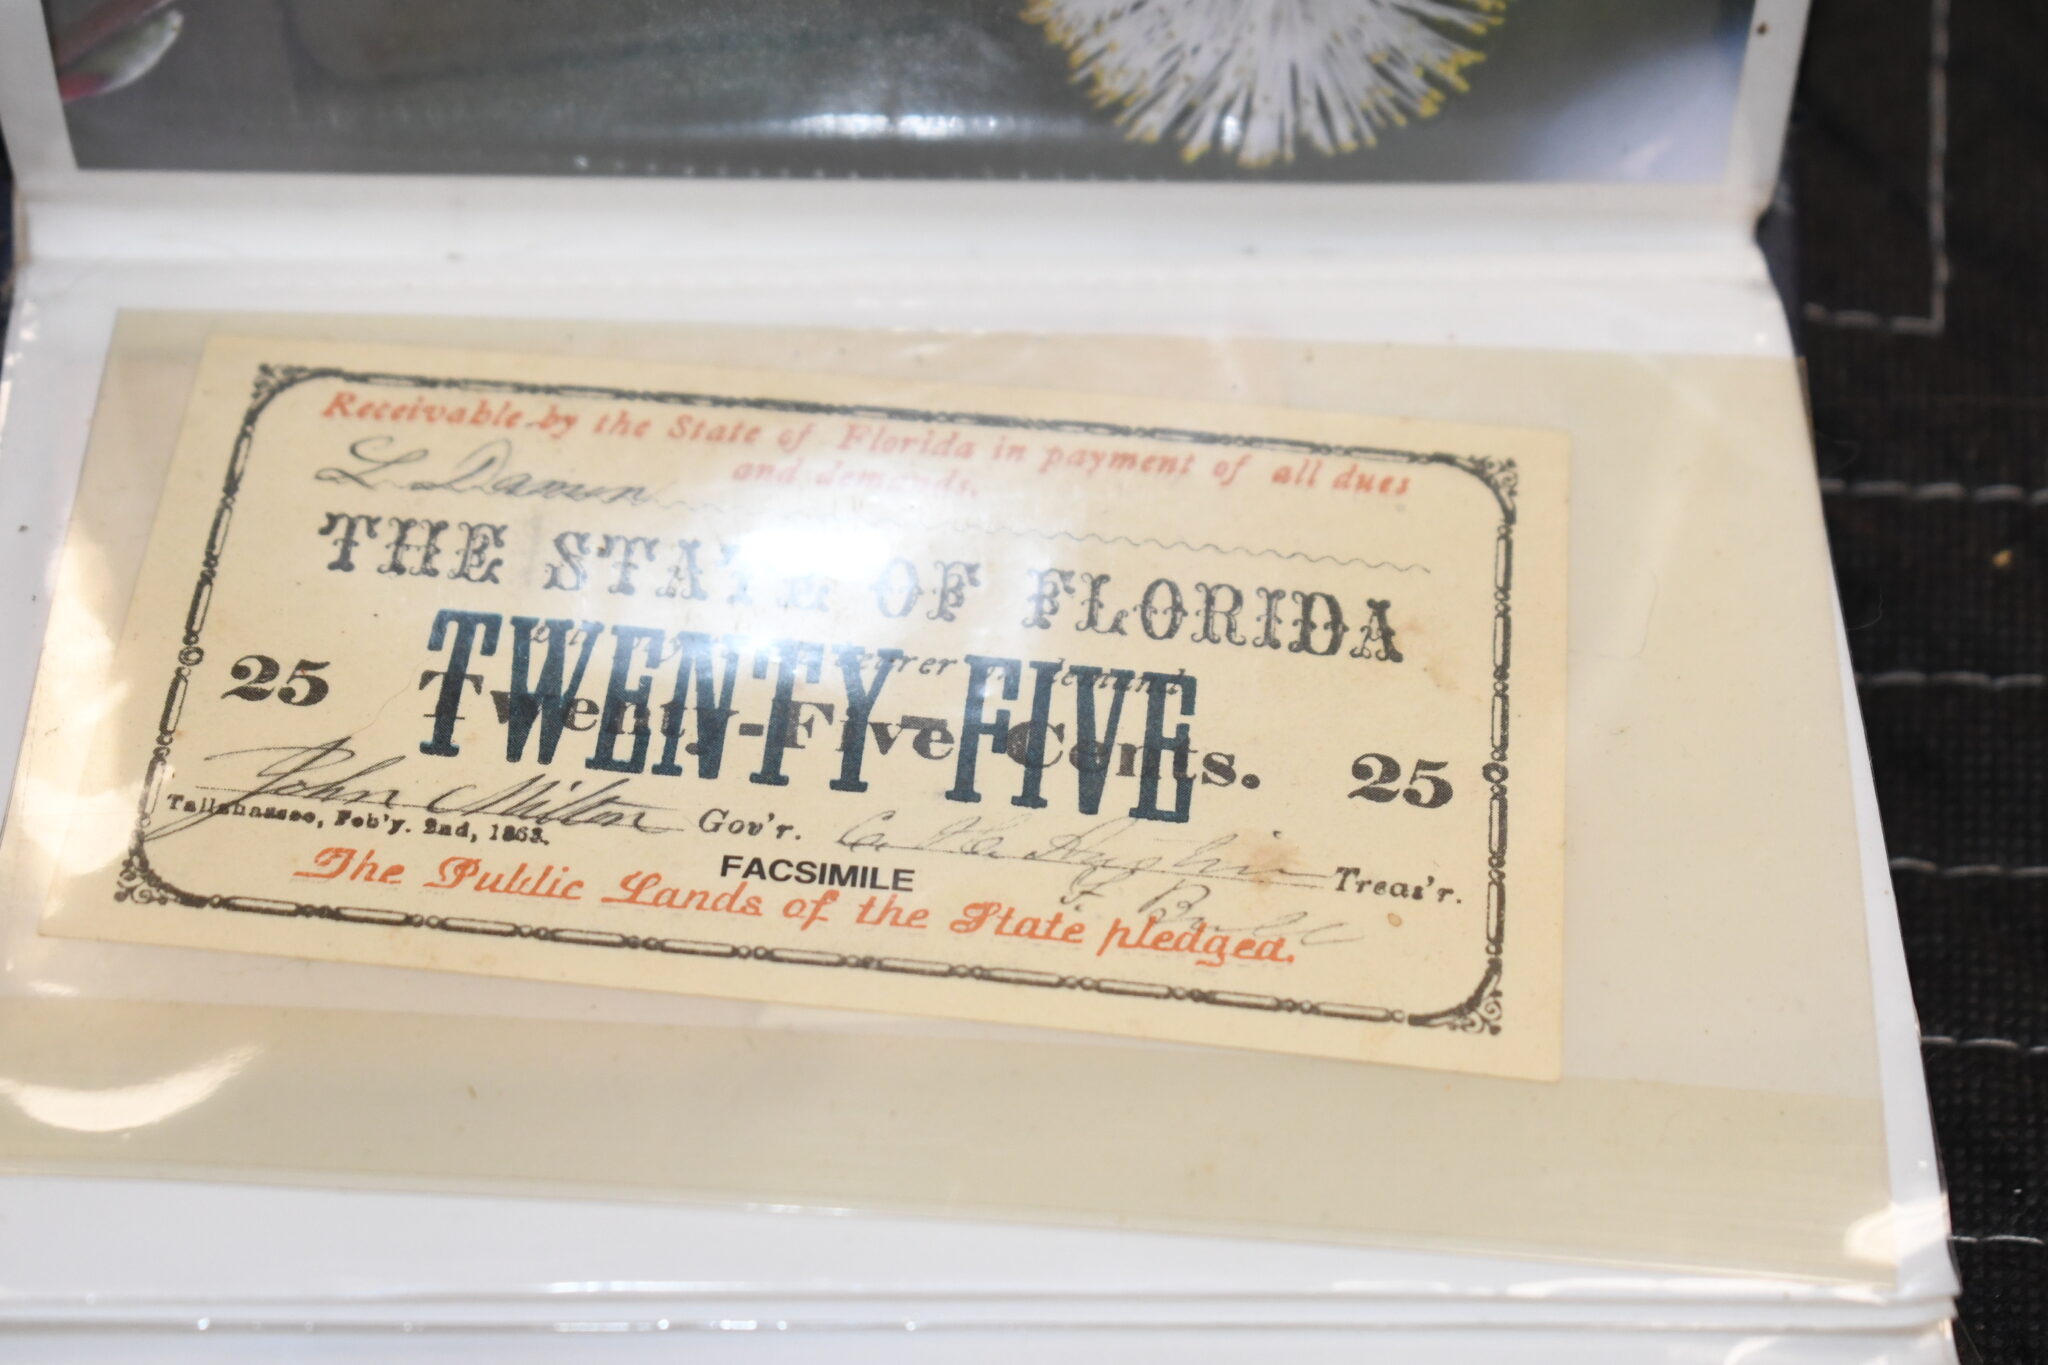 Receivable by the State of Florida in payment of all dues
and demands.
THE STATE OF FLORIDA
on demand
TWENTY FIVE
25 Twenty-Five Cents. 25
John Milton Gov'r. Treas'r.
Tallahassee, Feb'y. 2nd, 1863.
FACSIMILE
The Public Lands of the State pledged.